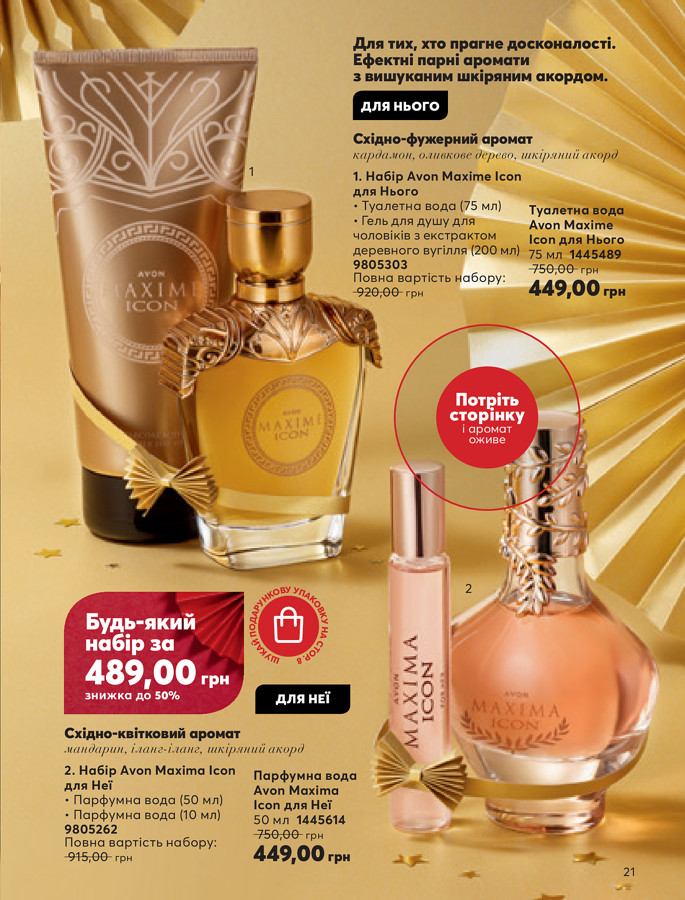 Для тих, хто прагне досконалості.
Ефектні парні аромати
з вишуканим шкіряним акордом.
ДЛЯ НЬОГО
Східно-фужерний аромат
кардамон, оливкове дерево, шкіряний акорд
1
1. Набір Avon Maxime Icon
для Нього
• Туалетна вода (75 мл)
• Гель для душу для
чоловіків з екстрактом
деревного вугілля (200 мл)
9805303
Повна вартість набору:
920,00 грн
Туалетна вода
Avon Maxime
Icon для Нього
75 мл 1445489
750,00 грн
449,00 грн
AVON
MAXIME
ICON
AVON
MAXIME
ICON
Потріть
сторінку
і аромат
оживе
2
Будь-який
набір за
489,00 грн
знижка до 50%
ШУКАЙ ПОДАРУНКОВУ УПАКОВКУ НА СТОР. 8
ДЛЯ НЕЇ
Східно-квітковий аромат
мандарин, іланг-іланг, шкіряний акорд
2. Набір Avon Maxima Icon
для Неї
• Парфумна вода (50 мл)
• Парфумна вода (10 мл)
9805262
Повна вартість набору:
915,00 грн
Парфумна вода
Avon Maxima
Icon для Неї
50 мл 1445614
750,00 грн
449,00 грн
AVON
MAXIMA
ICON
FOR HER
AVON
MAXIMA
ICON
21